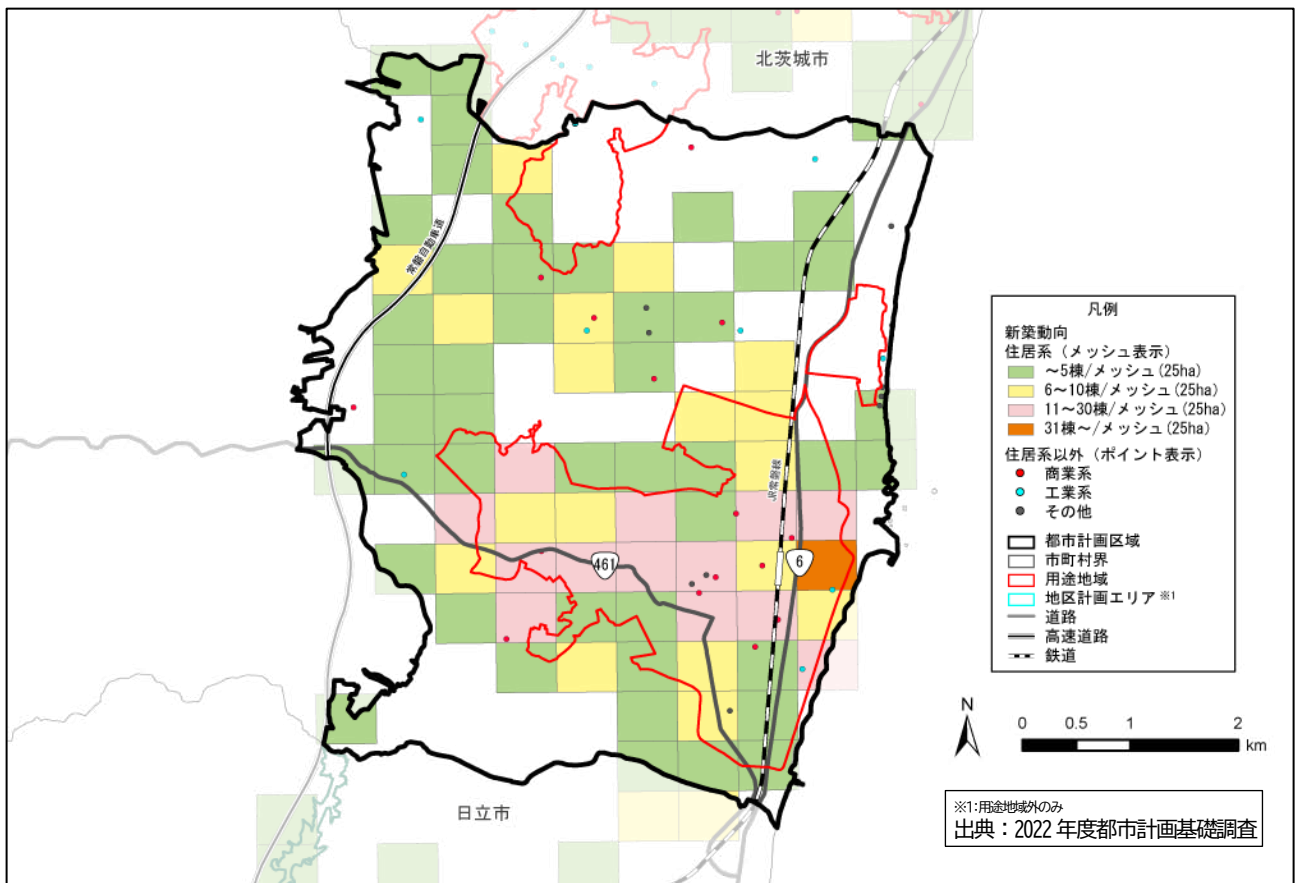 北茨城市
常磐自動車道
JR常磐線
461
6
日立市
凡例
新築動向
住居系（メッシュ表示）
～5棟/メッシュ(25ha)
6～10棟/メッシュ(25ha)
11～30棟/メッシュ(25ha)
31棟～/メッシュ(25ha)
住居系以外（ポイント表示）
商業系
工業系
その他
都市計画区域
市町村界
用途地域
地区計画エリア※1
道路
高速道路
鉄道
N
0 0.5 1 2
km
※1:用途地域外のみ
出典：2022年度都市計画基礎調査